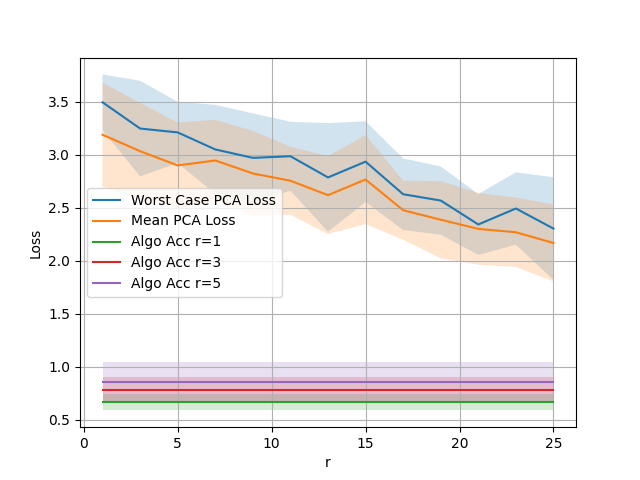 3.5
3.0
2.5
2.0
1.5
1.0
0.5
Loss
Worst Case PCA Loss
Mean PCA Loss
Algo Acc r=1
Algo Acc r=3
Algo Acc r=5
0 5 10 15 20 25
r